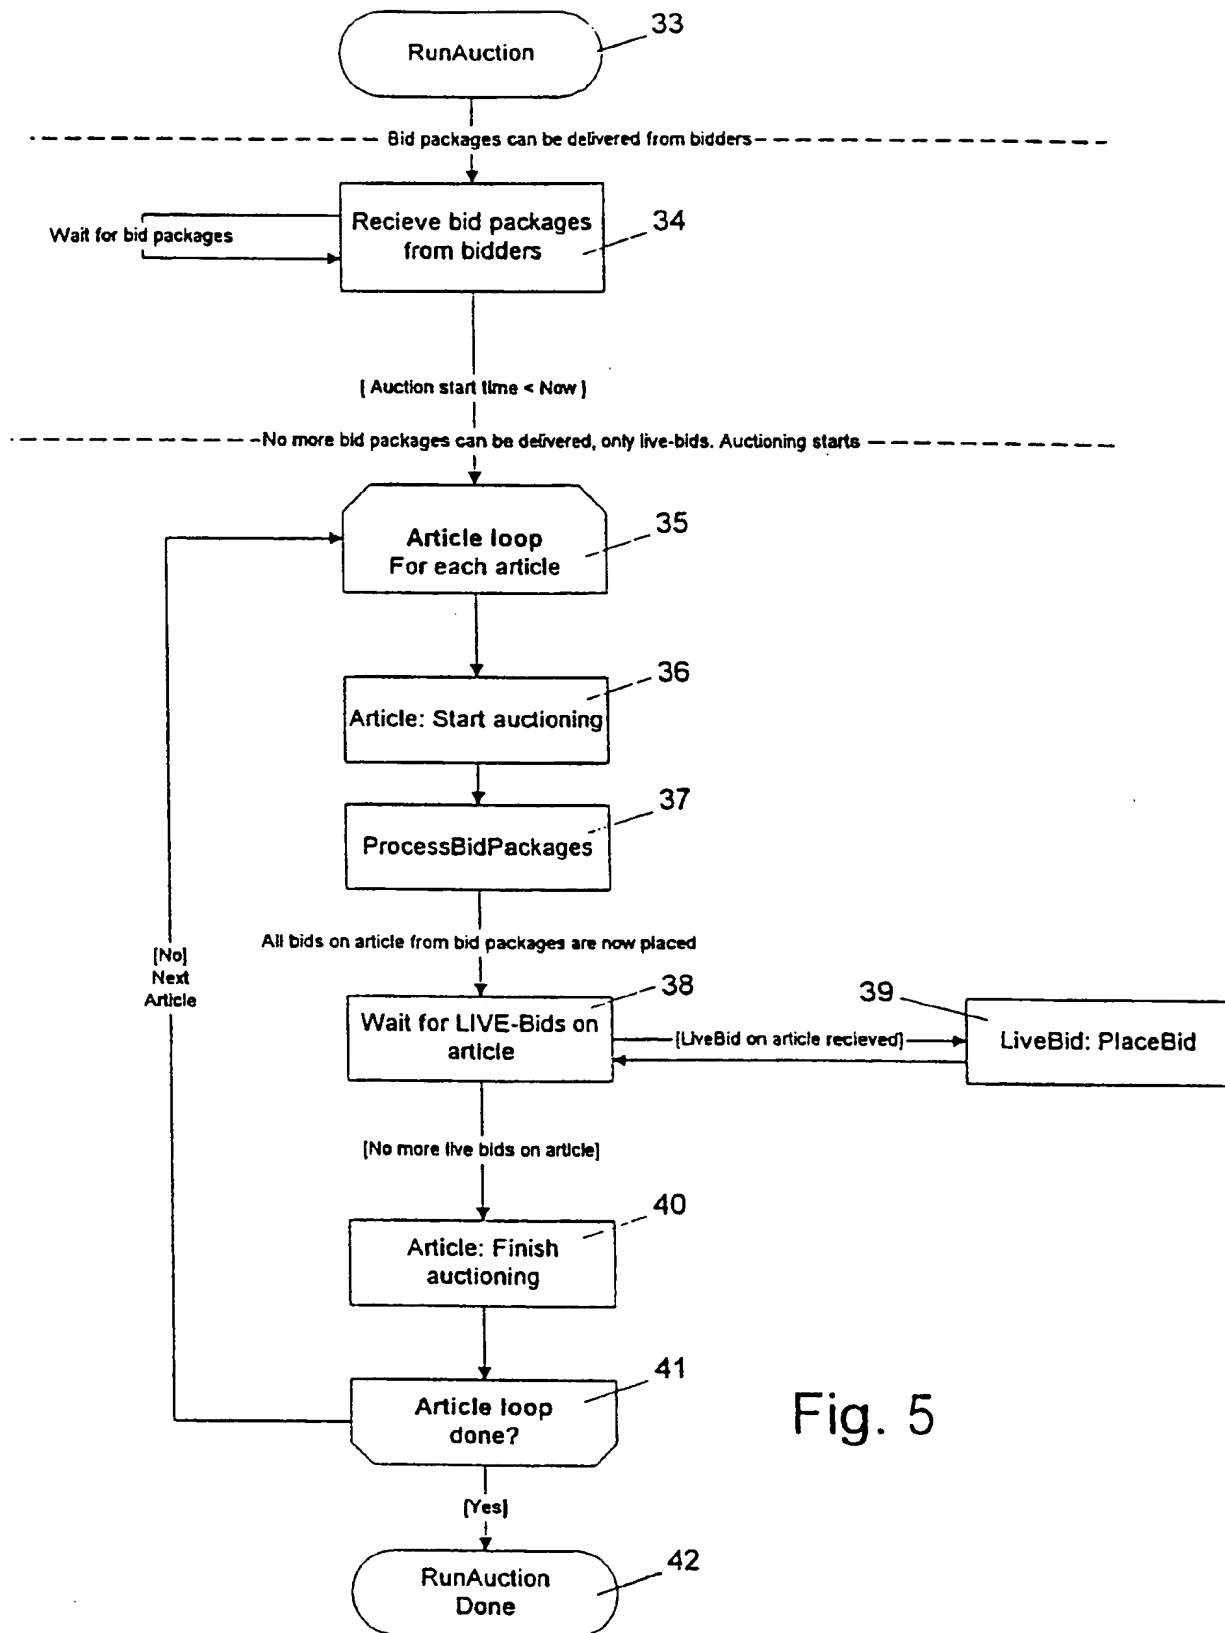 33
RunAuction
Bid packages can be delivered from bidders
Recieve bid packages
from bidders
34
Wait for bid packages
[ Auction start time < Now ]
No more bid packages can be delivered, only live-bids. Auctioning starts
Article loop
For each article
35
36
Article: Start auctioning
37
ProcessBidPackages
All bids on article from bid packages are now placed
[No]
Next
Article
38
Wait for LIVE-Bids on
article
[LiveBid on article recieved]
39
LiveBid: PlaceBid
[No more live bids on article]
40
Article: Finish
auctioning
41
Article loop
done?
Fig. 5
[Yes]
42
RunAuction
Done